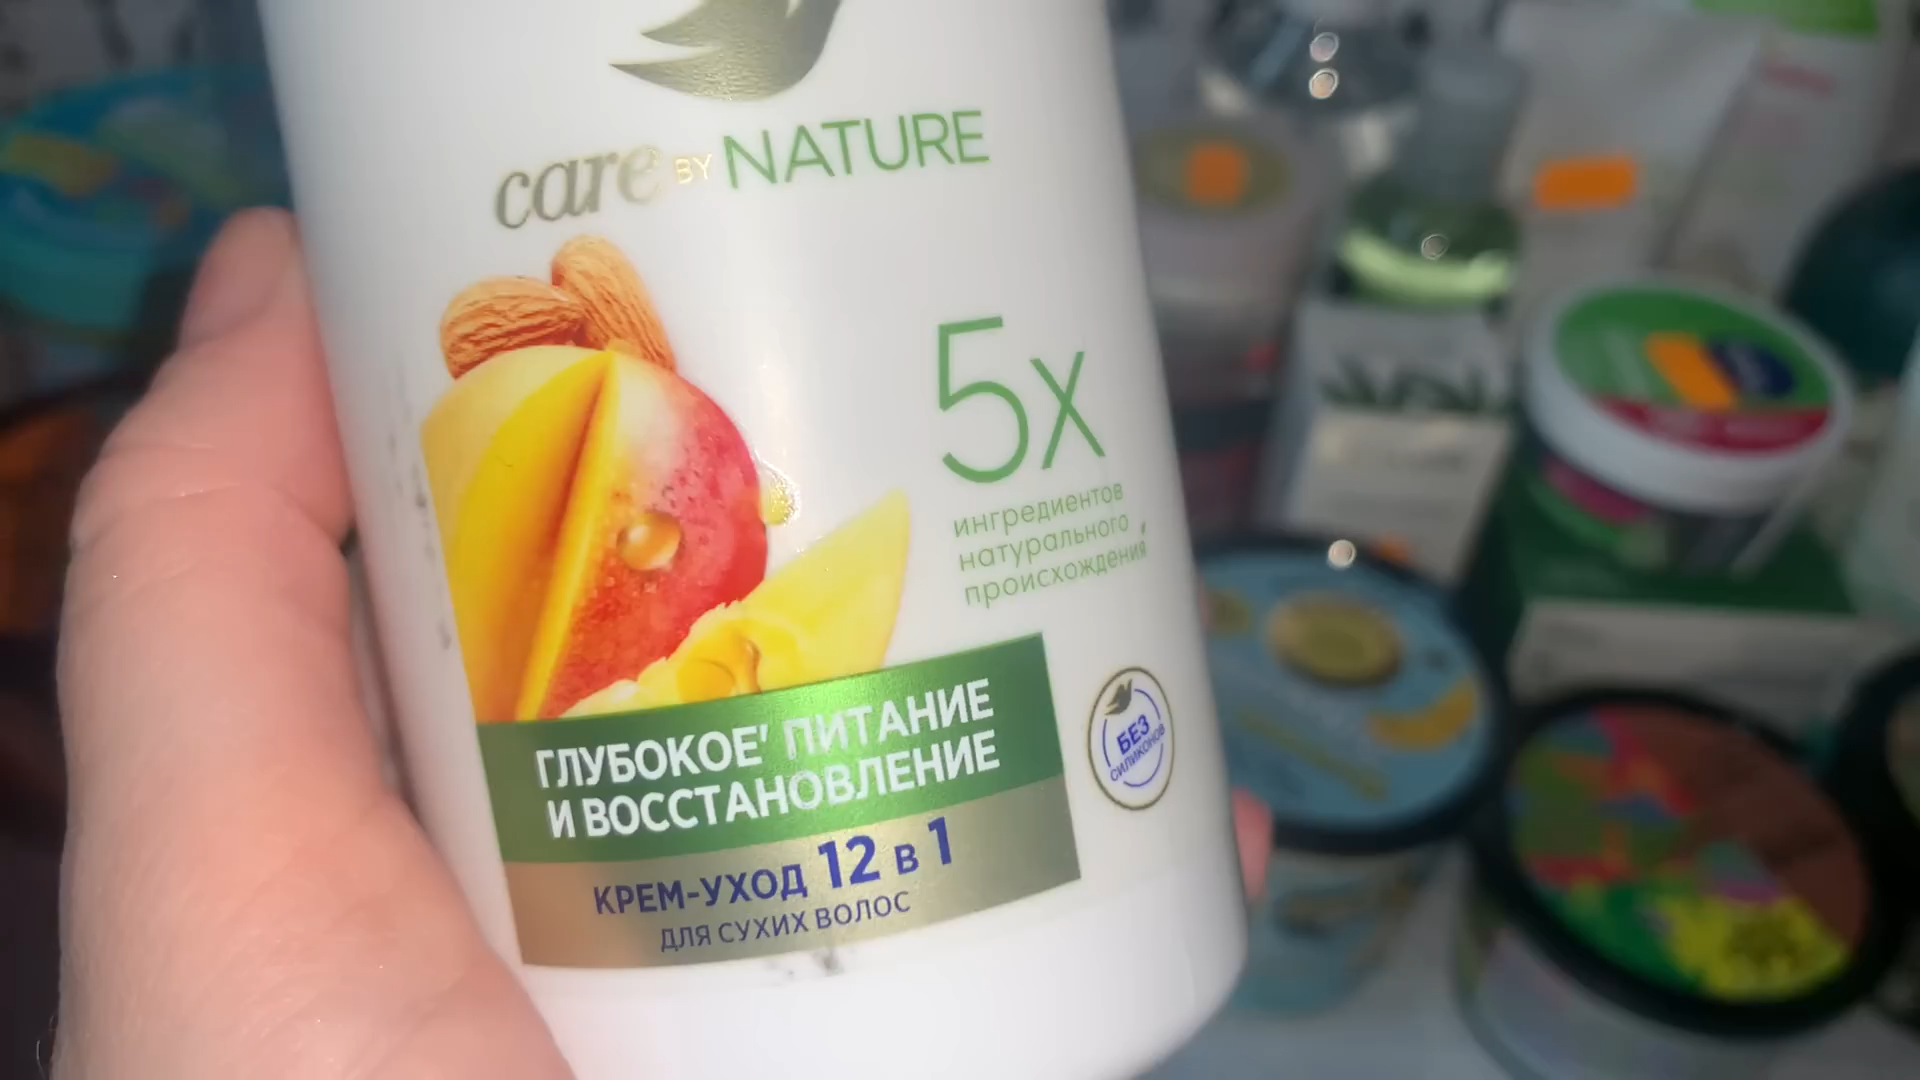 care BY NATURE
5x
ингредиентов
натурального
происхождения
ГЛУБОКОЕ' ПИТАНИЕ
И ВОССТАНОВЛЕНИЕ
КРЕМ-УХОД 12 в 1
ДЛЯ СУХИХ ВОЛОС
БЕЗ
СИЛИКОНОВ